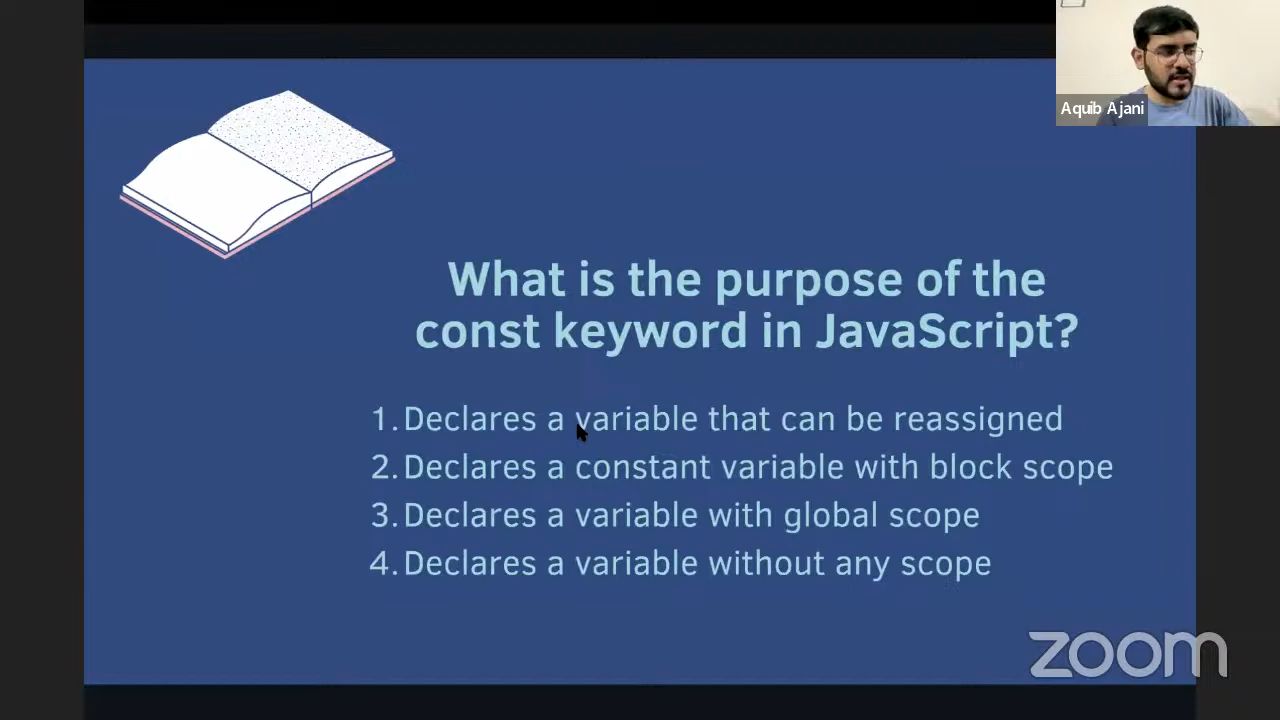 Aquib Ajani
What is the purpose of the
const keyword in JavaScript?
1. Declares a variable that can be reassigned
2. Declares a constant variable with block scope
3. Declares a variable with global scope
4. Declares a variable without any scope
zoom